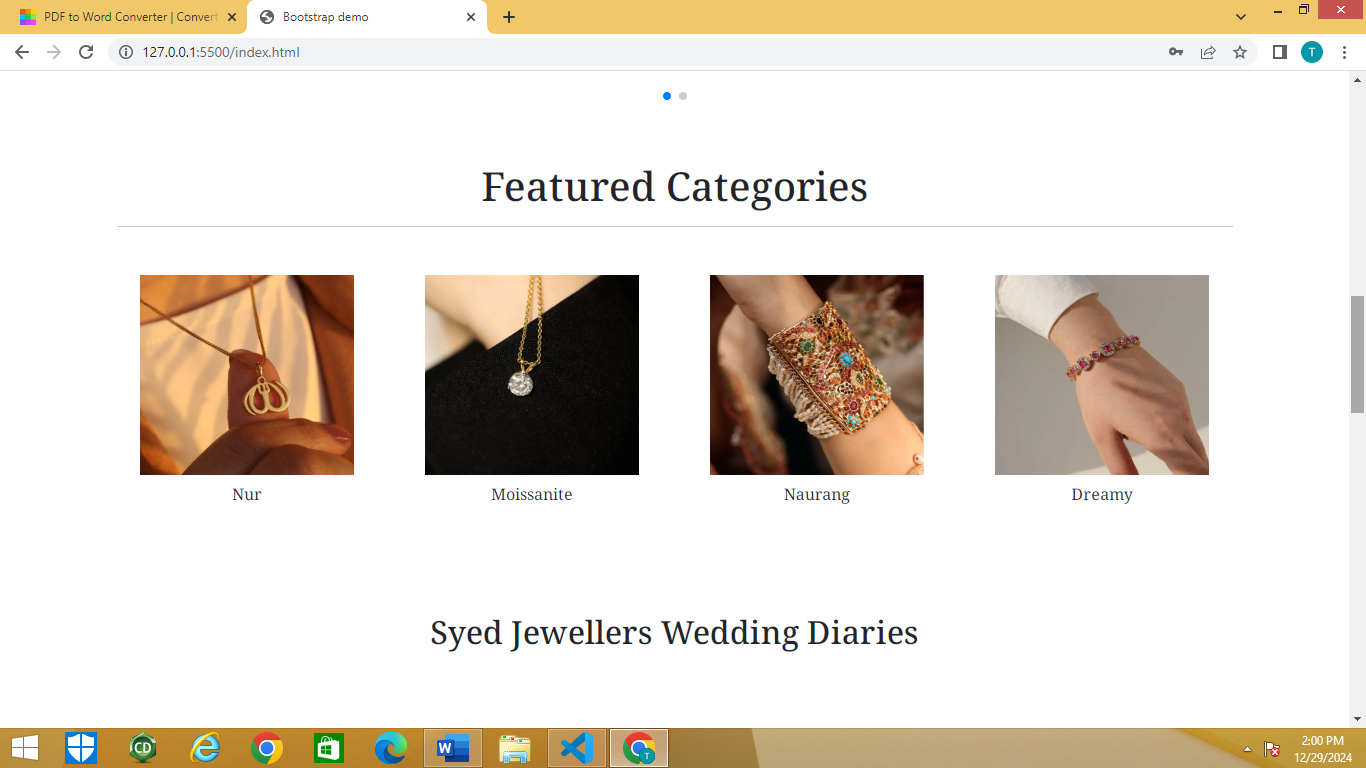 PDF to Word Converter | Convert
Bootstrap demo
127.0.0.1:5500/index.html
T
Featured Categories
Nur
Moissanite
Naurang
Dreamy
Syed Jewellers Wedding Diaries
CD
W
T
2:00 PM
12/29/2024